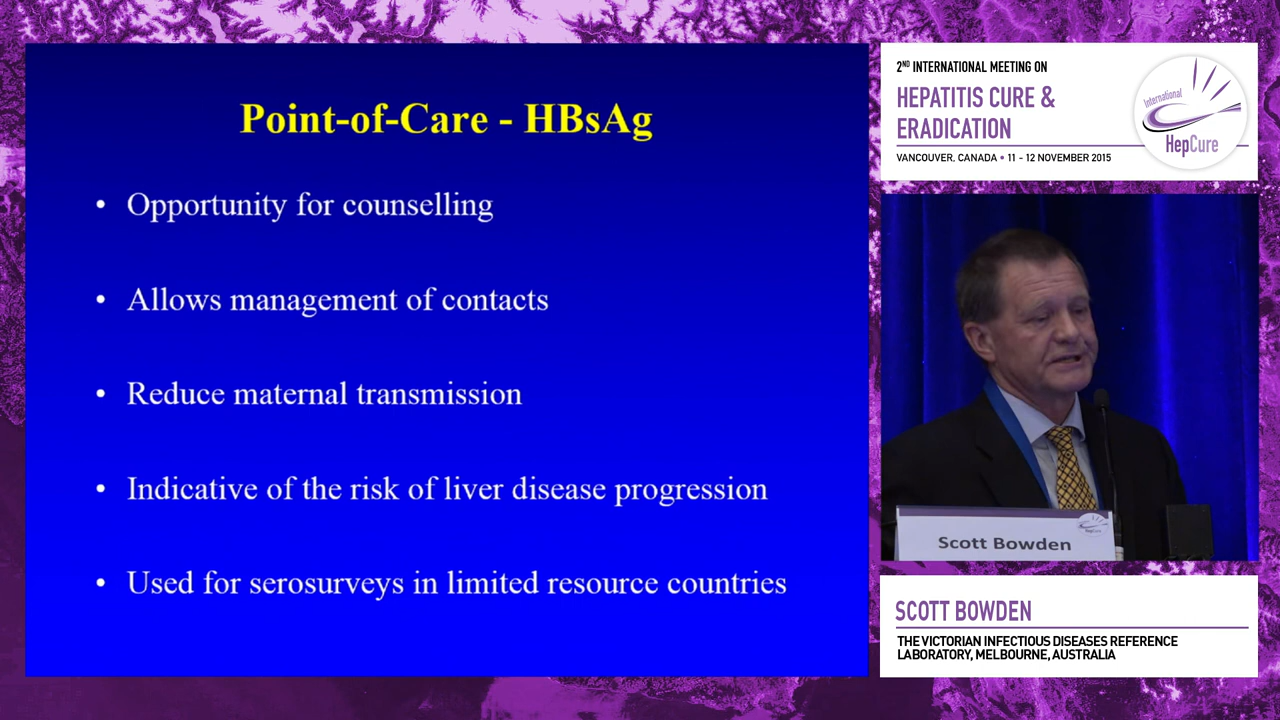 Point-of-Care - HBsAg
• Opportunity for counselling
• Allows management of contacts
• Reduce maternal transmission
• Indicative of the risk of liver disease progression
• Used for serosurveys in limited resource countries
2ND INTERNATIONAL MEETING ON
HEPATITIS CURE &
ERADICATION
VANCOUVER, CANADA • 11 - 12 NOVEMBER 2015
International
HepCure
Scott Bowden
HepCure
SCOTT BOWDEN
THE VICTORIAN INFECTIOUS DISEASES REFERENCE
LABORATORY, MELBOURNE, AUSTRALIA